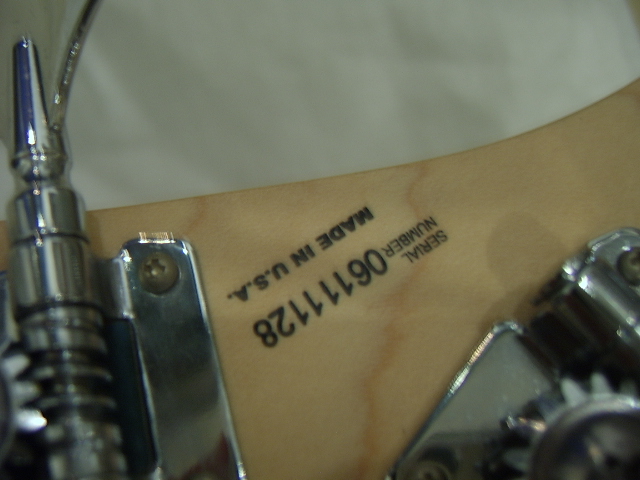 SERIAL
NUMBER 06111128
MADE IN U.S.A.